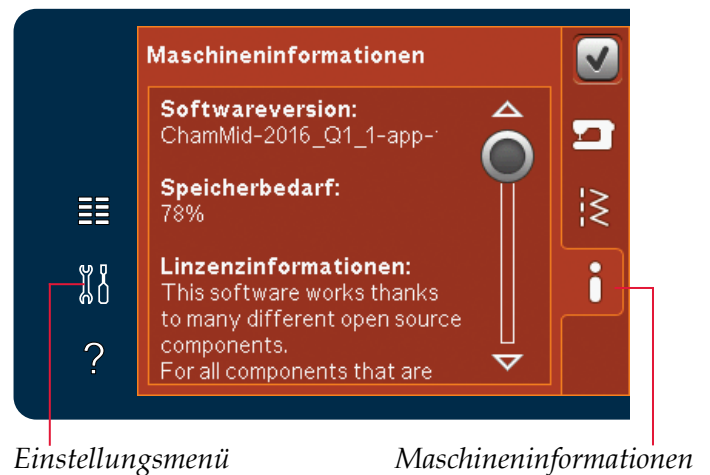 Maschineninformationen
Softwareversion:
ChamMid-2016_Q1_1-app-
Speicherbedarf:
78%
Linzenzinformationen:
This software works thanks
to many different open source
components.
For all components that are
?
Einstellungsmenü
Maschineninformationen